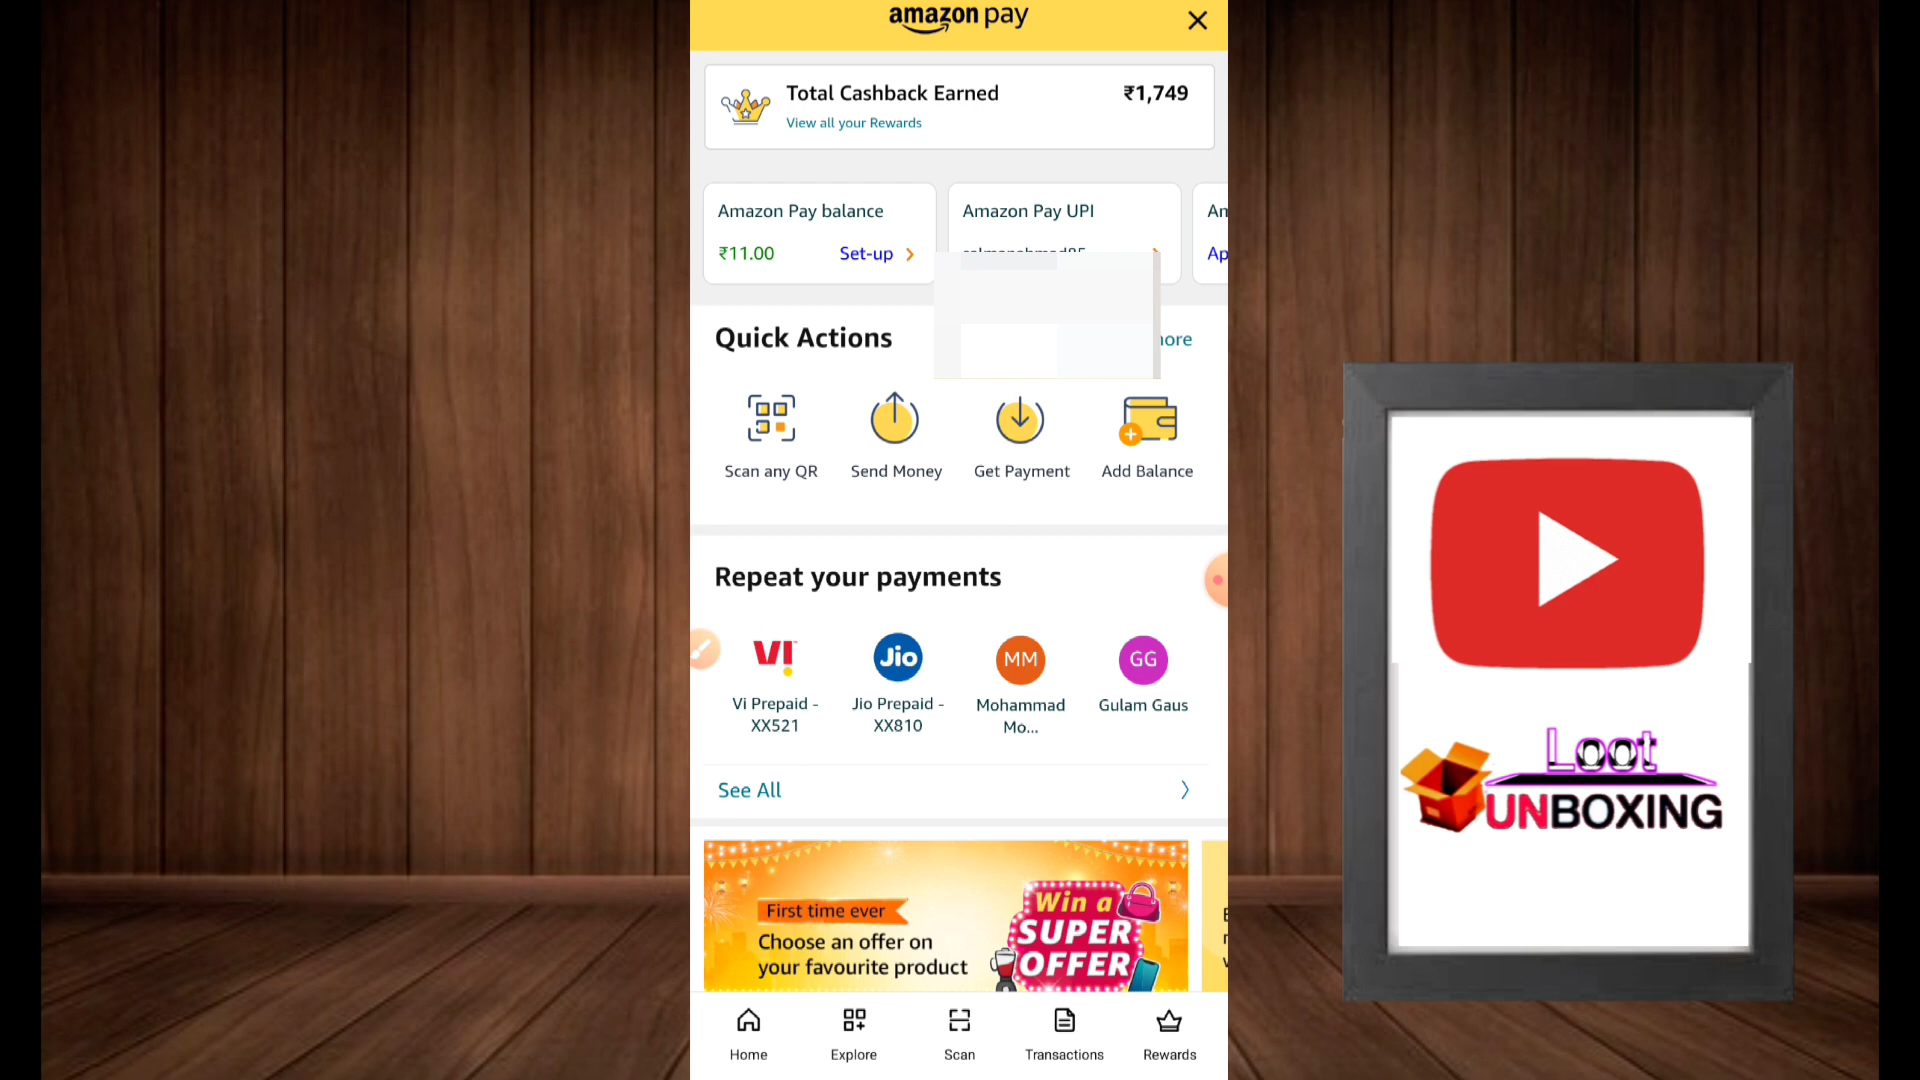 amazon pay
Total Cashback Earned
₹1,749
View all your Rewards
Amazon Pay balance
₹11.00
Set-up
Amazon Pay UPI
Quick Actions
Scan any QR
Send Money
Get Payment
Add Balance
Repeat your payments
VI
Jio
MM
GG
Vi Prepaid -
XX521
Jio Prepaid -
XX810
Mohammad
Mo...
Gulam Gaus
See All
First time ever
Choose an offer on
your favourite product
Win a
SUPER
OFFER
Home
Explore
Scan
Transactions
Rewards
Loot
UNBOXING